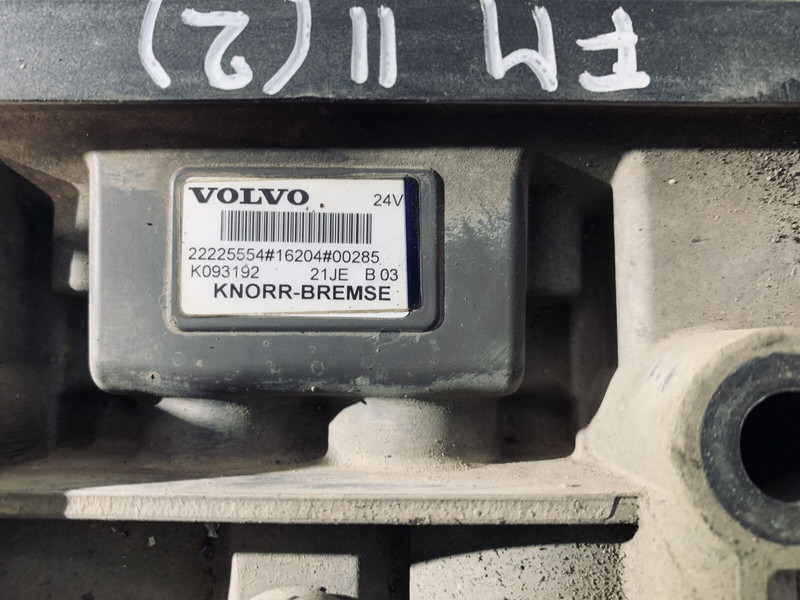 FM 11 (2)
VOLVO 24V
22225554#16204#00285
K093192 21JE B 03
KNORR-BREMSE